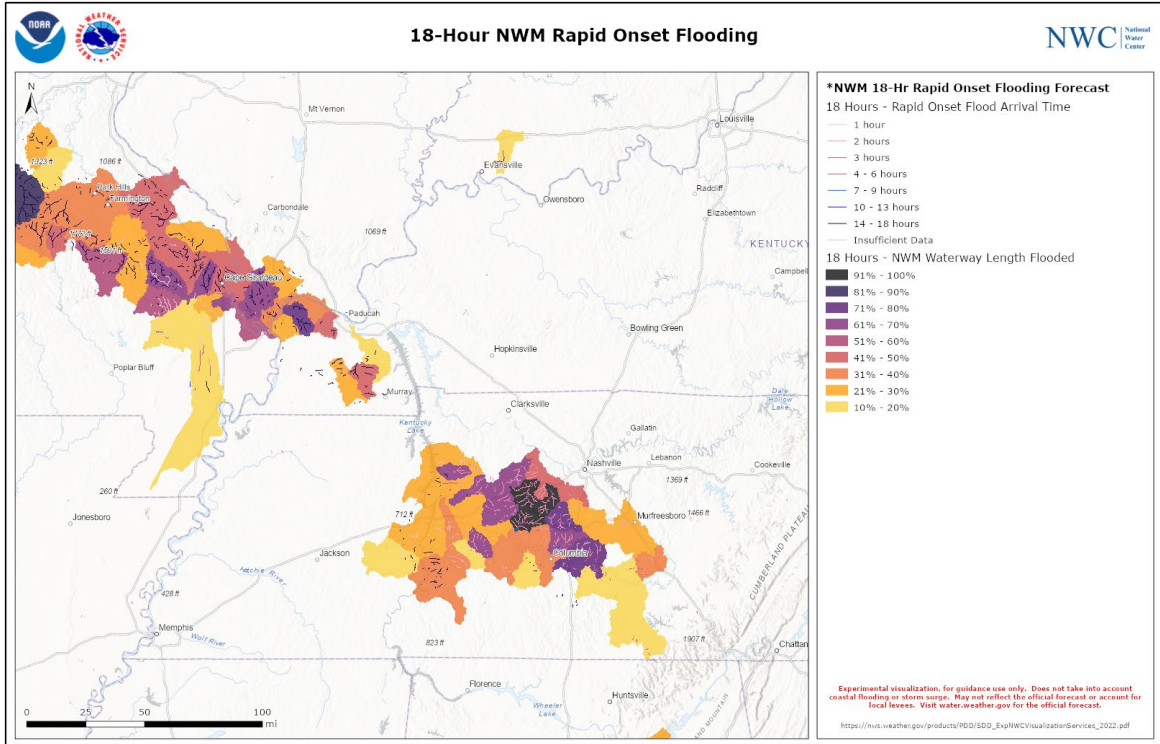 NOAA
NATIONAL WEATHER SERVICE
18-Hour NWM Rapid Onset Flooding
NWC
National
Water
Center
N
Mt Vernon
Louisville
1323 ft
1086 ft
Evansville
Park Hills
Farmington
Radcliff
Owensboro
Carbondale
Elizabethtown
1069 ft
KENTUCKY
Cape Girardeau
Campbell
Paducah
Bowling Green
Hopkinsville
Poplar Bluff
Murray
Dale
Hollow
Lake
Clarksville
Kentucky
Lake
Gallatin
Nashville
Lebanon
Cookeville
1369 ft
260 ft
Jonesboro
712 ft
Murfreesboro
1466 ft
Jackson
Columbia
CUMBERLAND PLATEAU
428 ft
Memphis
Wolf River
823 ft
1907 ft
Chattan
Florence
Wheeler
Lake
Huntsville
0
25
50
100
mi
*NWM 18-Hr Rapid Onset Flooding Forecast
18 Hours - Rapid Onset Flood Arrival Time
1 hour
2 hours
3 hours
4 - 6 hours
7 - 9 hours
10 - 13 hours
14 - 18 hours
Insufficient Data
18 Hours - NWM Waterway Length Flooded
91% - 100%
81% - 90%
71% - 80%
61% - 70%
51% - 60%
41% - 50%
31% - 40%
21% - 30%
10% - 20%
Experimental visualization, for guidance use only. Does not take into account
coastal flooding or storm surge. May not reflect the official forecast or account for
local levees. Visit water.weather.gov for the official forecast.
https://nws.weather.gov/products/PDD/SDD_ExpNWCVisualizationServices_2022.pdf